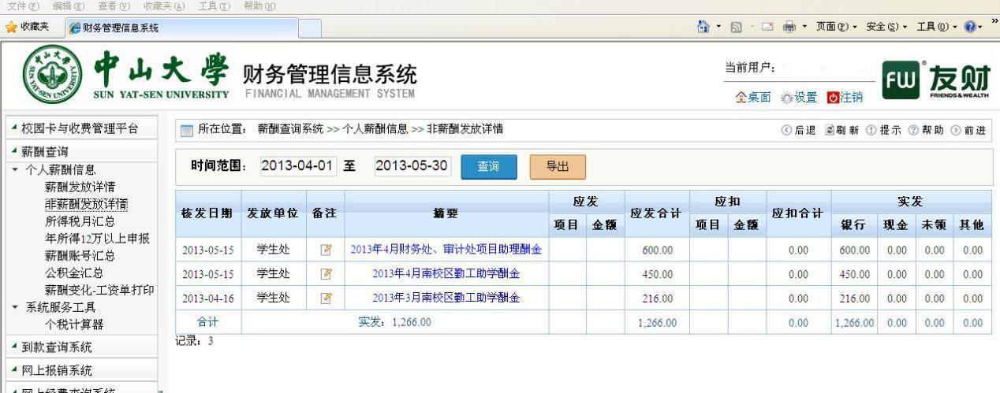 文件(F) 编辑(E) 查看(V) 收藏夹(A) 工具(T) 帮助(H)
收藏夹 财务管理信息系统 页面(P) 安全(S) 工具(O) »
中山大學 SUN YAT-SEN UNIVERSITY
财务管理信息系统
FINANCIAL MANAGEMENT SYSTEM
当前用户:
桌面 设置 注销
FW® 友财
FRIENDS&WEALTH
校园卡与收费管理平台
薪酬查询
个人薪酬信息
薪酬发放详情
非薪酬发放详情
所得税月汇总
年所得12万以上申报
薪酬账号汇总
公积金汇总
薪酬变化-工资单打印
系统服务工具
个税计算器
到款查询系统
网上报销系统
网上经费查询系统
所在位置: 薪酬查询系统 >> 个人薪酬信息 >> 非薪酬发放详情 后退 刷新 提示 帮助 前进
时间范围: 2013-04-01 至 2013-05-30 查询 导出
核发日期 发放单位 备注 摘要 应发 应发合计 应扣 应扣合计 实发
项目 金额 项目 金额 银行 现金 未领 其他
2013-05-15 学生处 2013年4月财务处、审计处项目助理酬金 600.00 0.00 600.00 0.00 0.00 0.00
2013-05-15 学生处 2013年4月南校区勤工助学酬金 450.00 0.00 450.00 0.00 0.00 0.00
2013-04-16 学生处 2013年3月南校区勤工助学酬金 216.00 0.00 216.00 0.00 0.00 0.00
合计 实发: 1,266.00 1,266.00 0.00 1,266.00 0.00 0.00 0.00
记录: 3